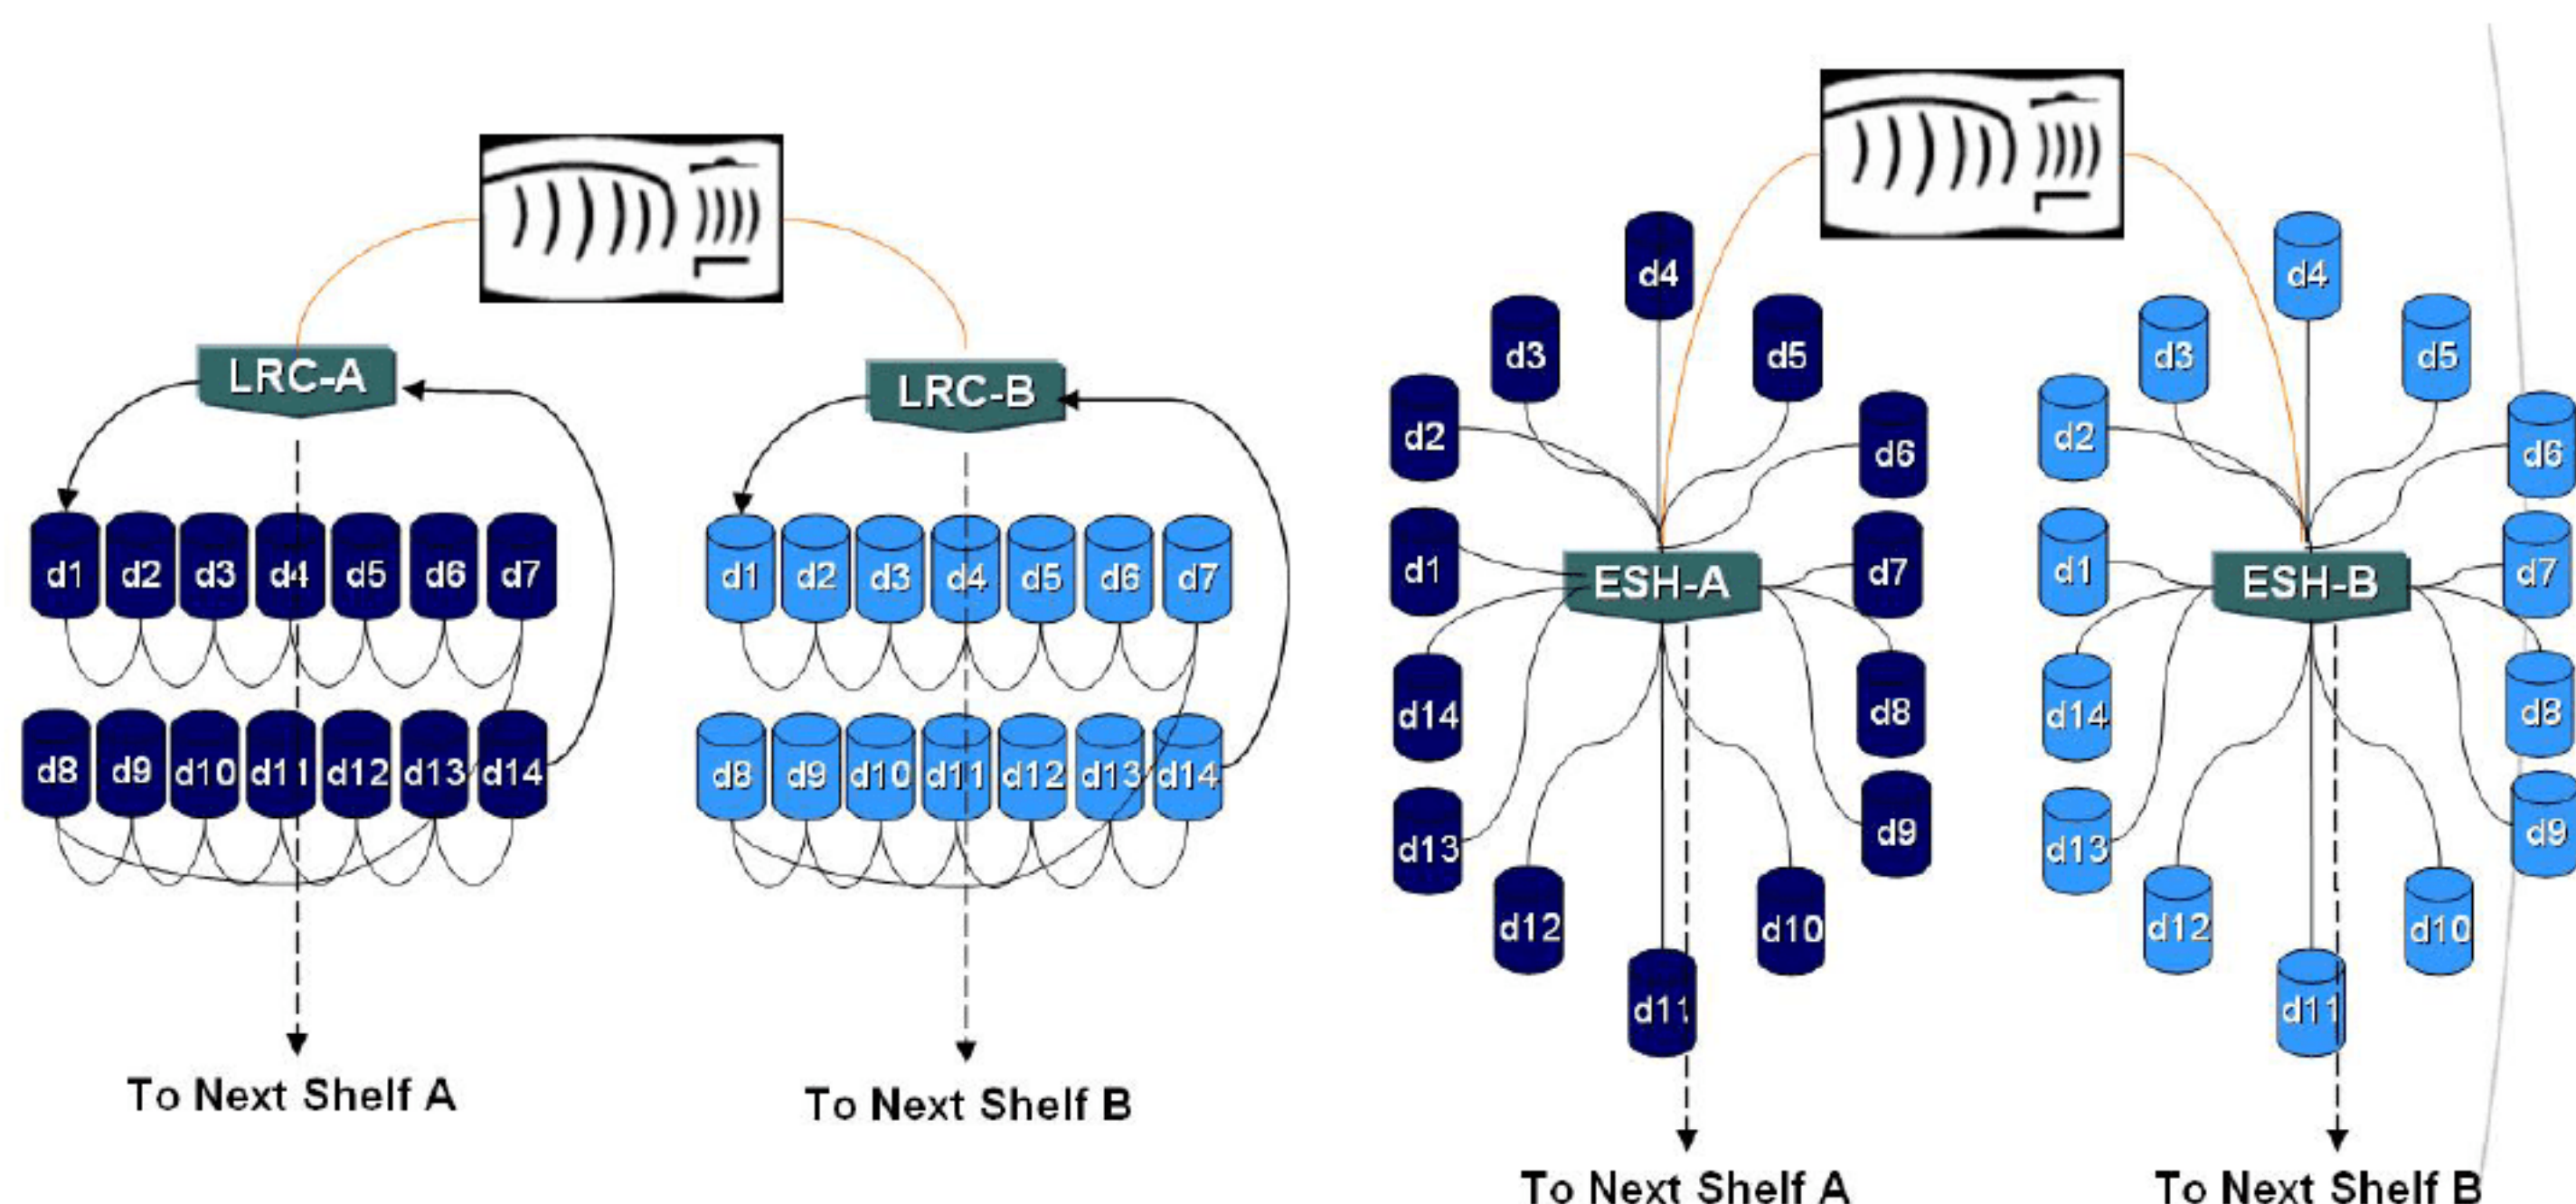 LRC-A
d1 d2 d3 d4 d5 d6 d7
d8 d9 d10 d11 d12 d13 d14
To Next Shelf A
LRC-B
d1 d2 d3 d4 d5 d6 d7
d8 d9 d10 d11 d12 d13 d14
To Next Shelf B
d4
d3
d5
d2
d6
d1
ESH-A
d7
d14
d8
d13
d9
d12
d10
d11
To Next Shelf A
d4
d3
d5
d2
d6
d1
ESH-B
d7
d14
d8
d13
d9
d12
d10
d11
To Next Shelf B